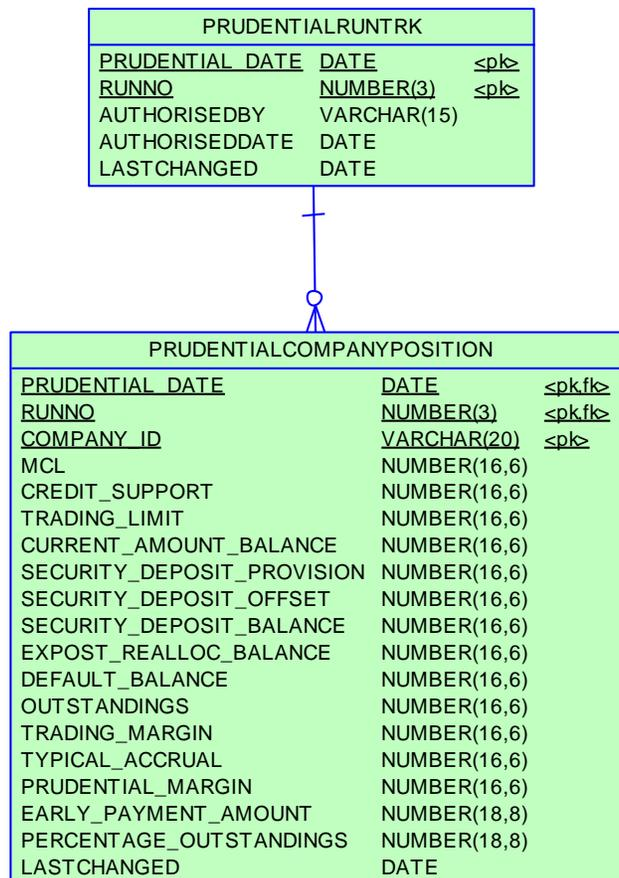 PRUDENTIALRUNTRK
PRUDENTIAL_DATE DATE <pk>
RUNNO NUMBER(3) <pk>
AUTHORISEDBY VARCHAR(15)
AUTHORISEDDATE DATE
LASTCHANGED DATE
PRUDENTIALCOMPANYPOSITION
PRUDENTIAL_DATE DATE <pk,fk>
RUNNO NUMBER(3) <pk,fk>
COMPANY_ID VARCHAR(20) <pk>
MCL NUMBER(16,6)
CREDIT_SUPPORT NUMBER(16,6)
TRADING_LIMIT NUMBER(16,6)
CURRENT_AMOUNT_BALANCE NUMBER(16,6)
SECURITY_DEPOSIT_PROVISION NUMBER(16,6)
SECURITY_DEPOSIT_OFFSET NUMBER(16,6)
SECURITY_DEPOSIT_BALANCE NUMBER(16,6)
EXPOST_REALLOC_BALANCE NUMBER(16,6)
DEFAULT_BALANCE NUMBER(16,6)
OUTSTANDINGS NUMBER(16,6)
TRADING_MARGIN NUMBER(16,6)
TYPICAL_ACCRUAL NUMBER(16,6)
PRUDENTIAL_MARGIN NUMBER(16,6)
EARLY_PAYMENT_AMOUNT NUMBER(18,8)
PERCENTAGE_OUTSTANDINGS NUMBER(18,8)
LASTCHANGED DATE